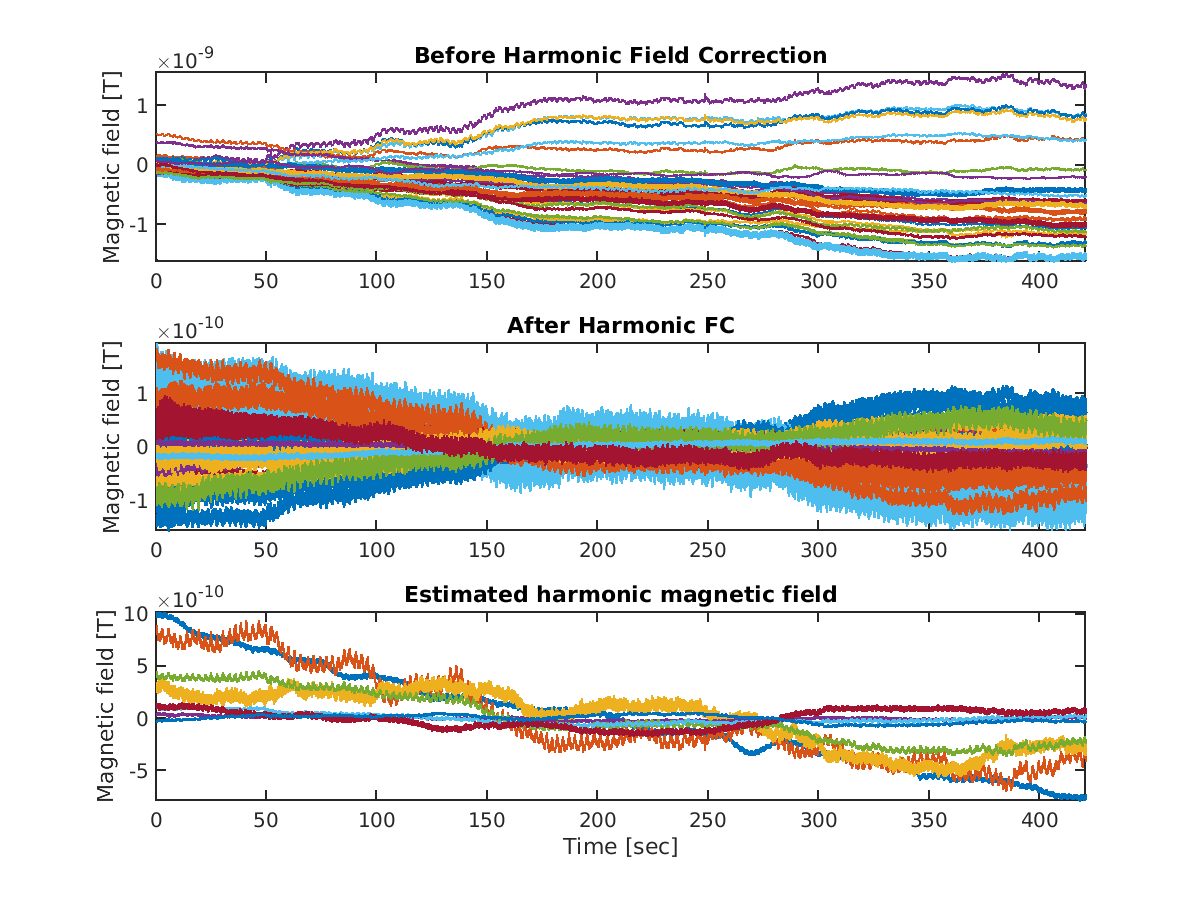 Before Harmonic Field Correction
×10^-9
Magnetic field [T]
1
0
-1
0 50 100 150 200 250 300 350 400
After Harmonic FC
×10^-10
Magnetic field [T]
1
0
-1
0 50 100 150 200 250 300 350 400
Estimated harmonic magnetic field
×10^-10
Magnetic field [T]
10
5
0
-5
0 50 100 150 200 250 300 350 400
Time [sec]